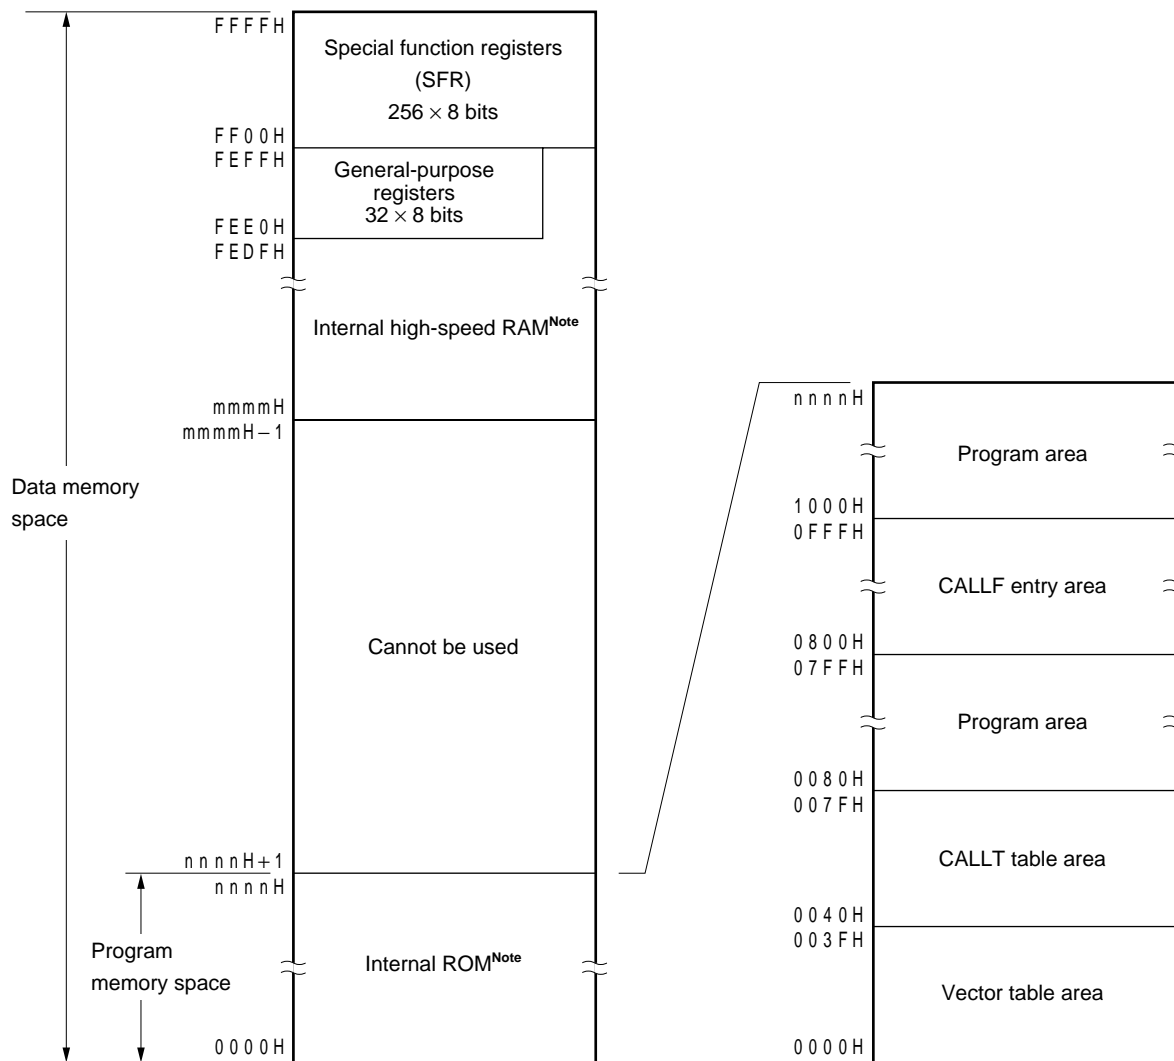 FFFFH
Special function registers
(SFR)
256 × 8 bits
FF00H
FEFFH
General-purpose
registers
32 × 8 bits
FEE0H
FEDFH
Internal high-speed RAMNote
mmmmH
mmmmH−1
Data memory
space
Cannot be used
nnnnH+1
nnnnH
Program
memory space
Internal ROMNote
0000H
nnnnH
Program area
1000H
0FFFH
CALLF entry area
0800H
07FFH
Program area
0080H
007FH
CALLT table area
0040H
003FH
Vector table area
0000H